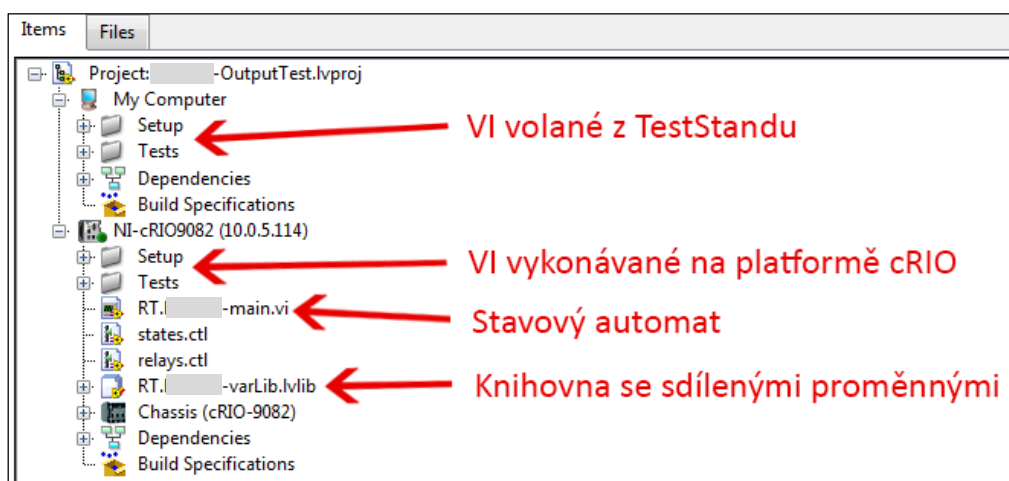 Items Files
Project: -OutputTest.lvproj
My Computer
Setup
VI volané z TestStandu
Tests
Dependencies
Build Specifications
NI-cRIO9082 (10.0.5.114)
Setup
VI vykonávané na platformě cRIO
Tests
RT. -main.vi
Stavový automat
states.ctl
relays.ctl
RT. -varLib.lvlib
Knihovna se sdílenými proměnnými
Chassis (cRIO-9082)
Dependencies
Build Specifications